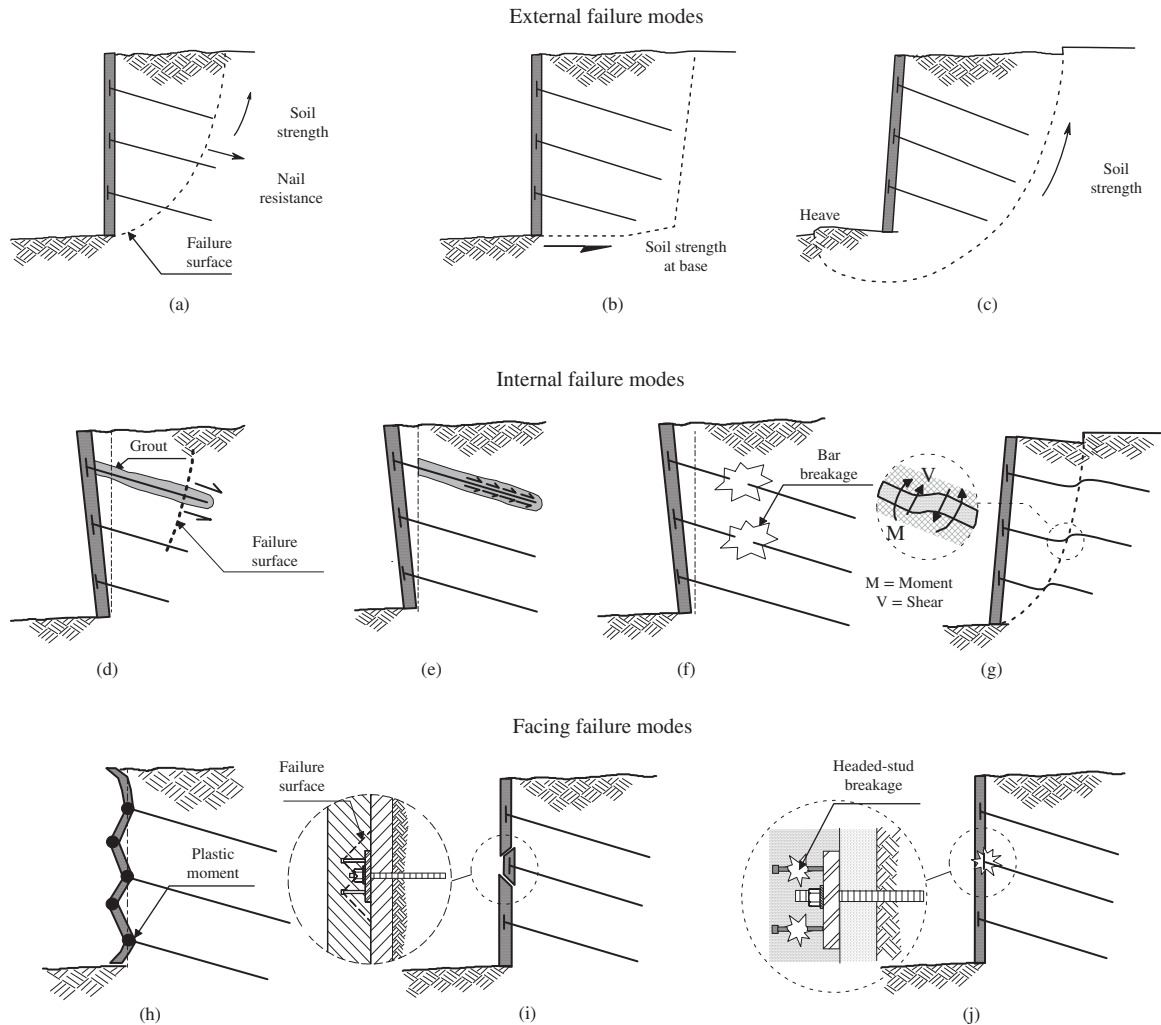 External failure modes
Soil
strength
Nail
resistance
Failure
surface
(a)
Soil strength
at base
(b)
Heave
Soil
strength
(c)
Internal failure modes
Grout
Failure
surface
(d)
(e)
Bar
breakage
(f)
V
M
M = Moment
V = Shear
(g)
Facing failure modes
Plastic
moment
(h)
Failure
surface
(i)
Headed-stud
breakage
(j)